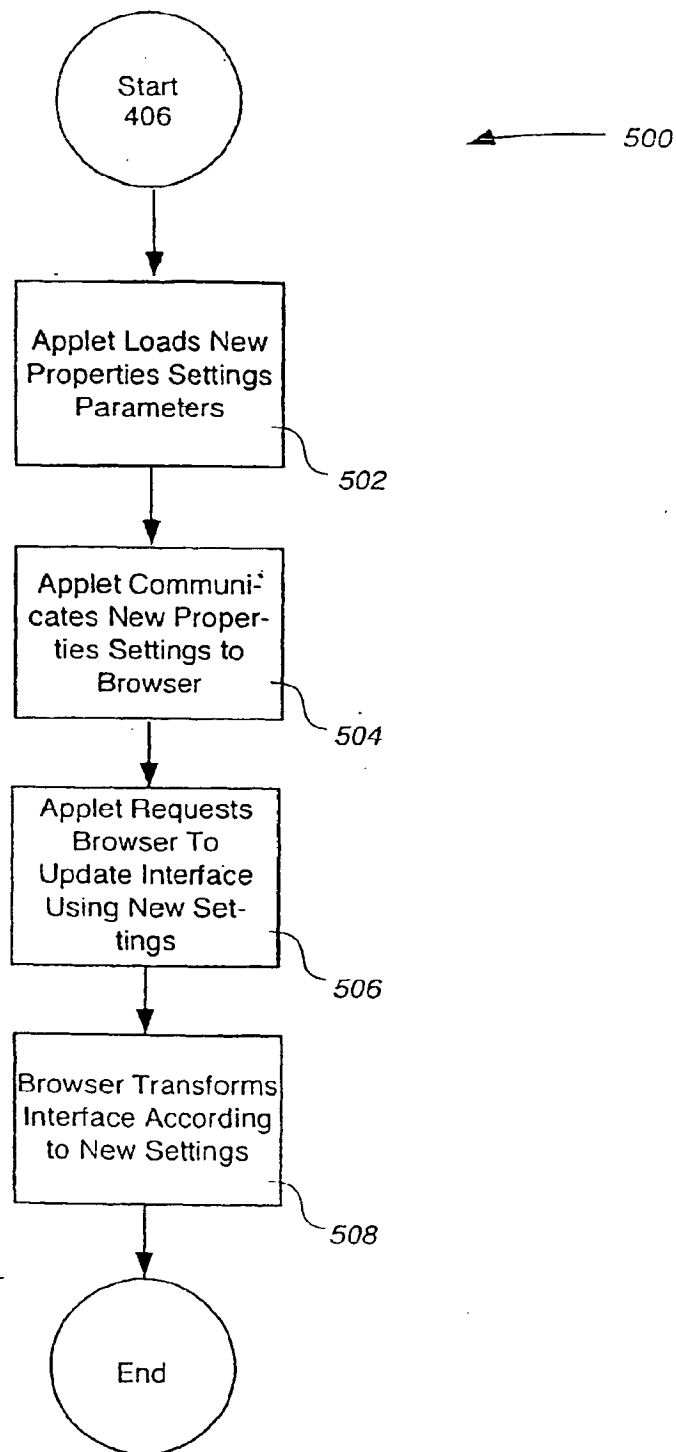 Start
406
500
Applet Loads New
Properties Settings
Parameters
502
Applet Communi-
cates New Proper-
ties Settings to
Browser
504
Applet Requests
Browser To
Update Interface
Using New Set-
tings
506
Browser Transforms
Interface According
to New Settings
508
End